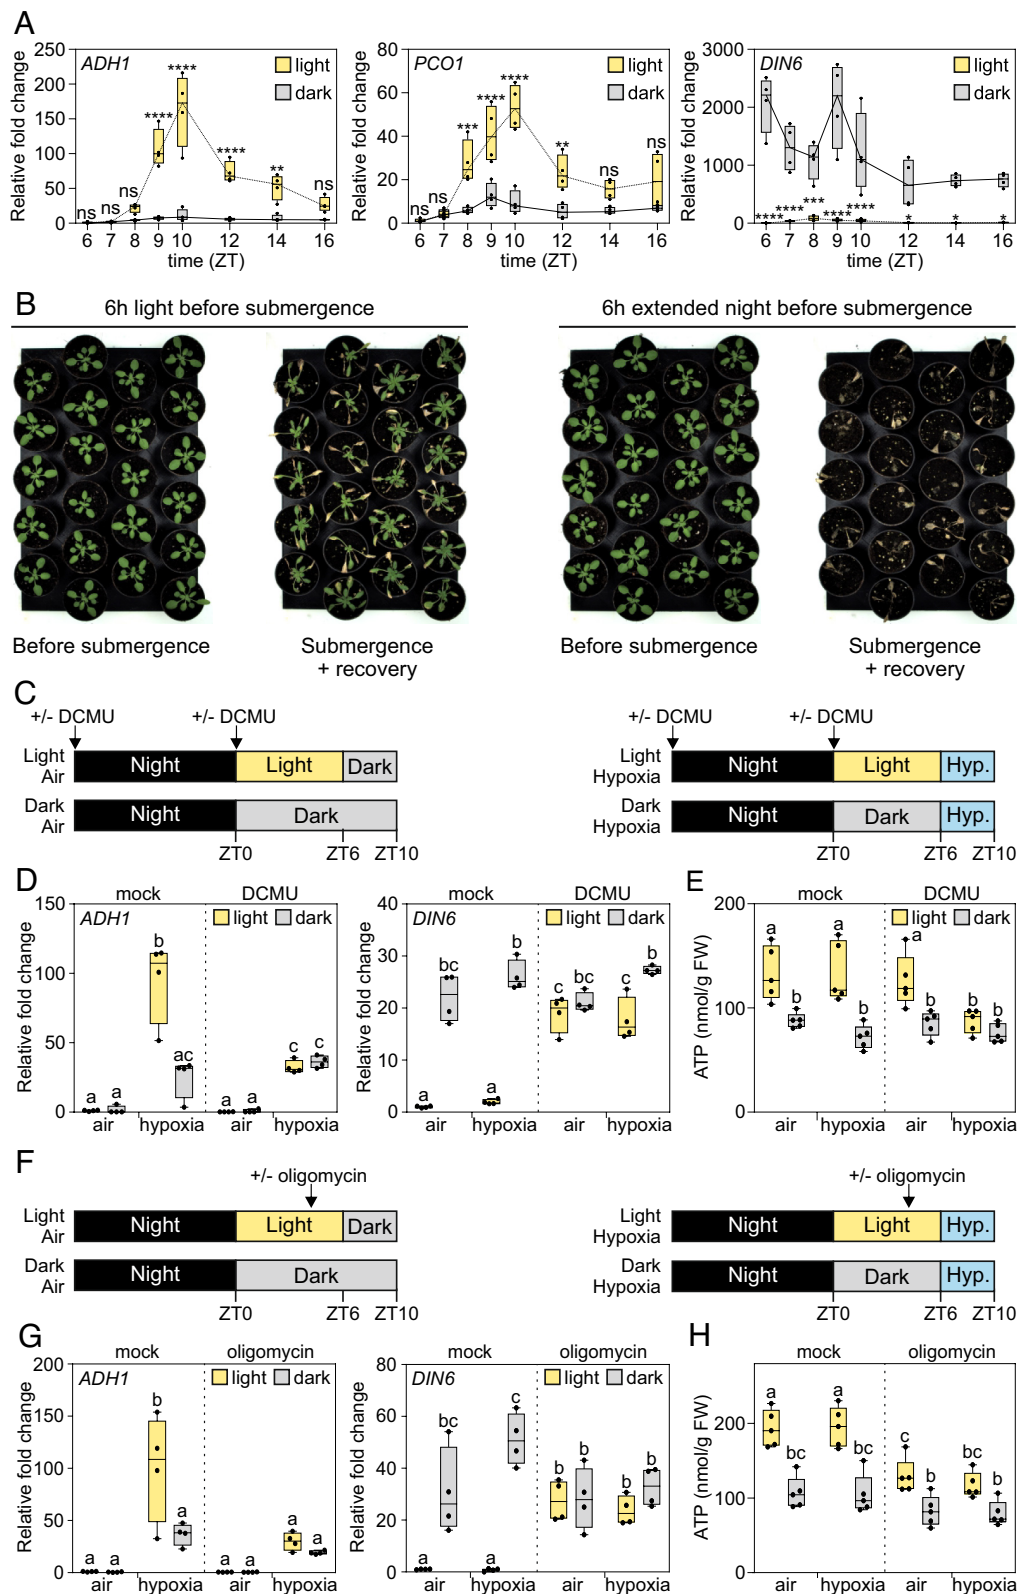 A
Relative fold change
250
200
150
100
50
0
ADH1
light
dark
ns ns ns **** **** **** ** ns
6 7 8 9 10 12 14 16
time (ZT)
Relative fold change
80
60
40
20
0
PCO1
light
dark
ns ns *** **** **** ** ns ns
6 7 8 9 10 12 14 16
time (ZT)
Relative fold change
3000
2000
1000
0
DIN6
light
dark
**** **** *** **** **** * * *
6 7 8 9 10 12 14 16
time (ZT)
B
6h light before submergence
6h extended night before submergence
Before submergence
Submergence
+ recovery
Before submergence
Submergence
+ recovery
C
+/- DCMU +/- DCMU
Light
Air
Night Light Dark
Dark
Air
Night Dark
ZT0 ZT6 ZT10
+/- DCMU +/- DCMU
Light
Hypoxia
Night Light Hyp.
Dark
Hypoxia
Night Dark Hyp.
ZT0 ZT6 ZT10
D
mock DCMU
Relative fold change
150
100
50
0
ADH1
light dark
a a b ac a a c c
air hypoxia air hypoxia
mock DCMU
Relative fold change
40
30
20
10
0
DIN6
light dark
a bc a b c bc c b
air hypoxia air hypoxia
E
mock DCMU
ATP (nmol/g FW)
200
100
0
a b a b a b b b
air hypoxia air hypoxia
F
+/- oligomycin
Light
Air
Night Light Dark
Dark
Air
Night Dark
ZT0 ZT6 ZT10
+/- oligomycin
Light
Hypoxia
Night Light Hyp.
Dark
Hypoxia
Night Dark Hyp.
ZT0 ZT6 ZT10
G
mock oligomycin
Relative fold change
200
150
100
50
0
ADH1
light dark
a a b a a a a a
air hypoxia air hypoxia
mock oligomycin
Relative fold change
80
60
40
20
0
DIN6
light dark
a bc a c b b b b
air hypoxia air hypoxia
H
mock oligomycin
ATP (nmol/g FW)
200
100
0
a bc a bc c b bc b
air hypoxia air hypoxia